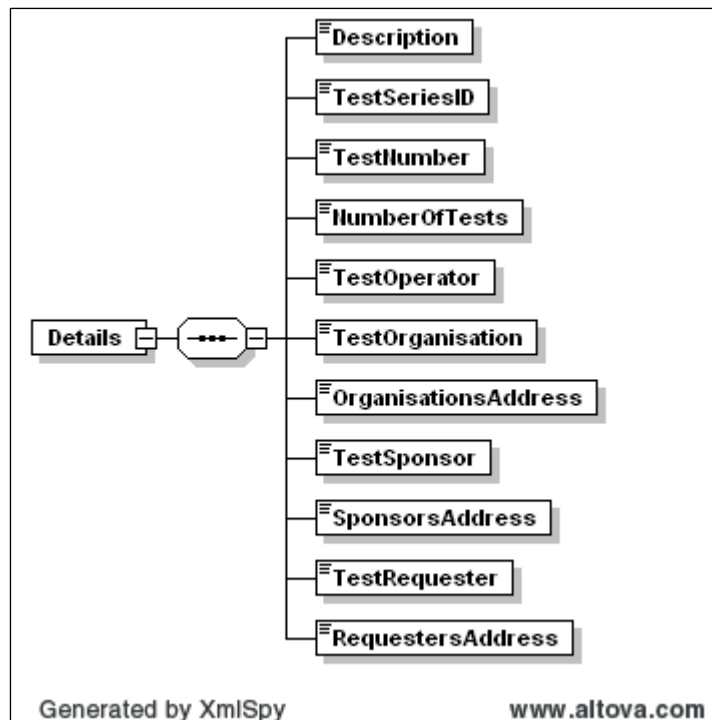 Description
TestSeriesID
TestNumber
NumberOfTests
TestOperator
Details
TestOrganisation
OrganisationsAddress
TestSponsor
SponsorsAddress
TestRequester
RequestersAddress
Generated by XmlSpy www.altova.com